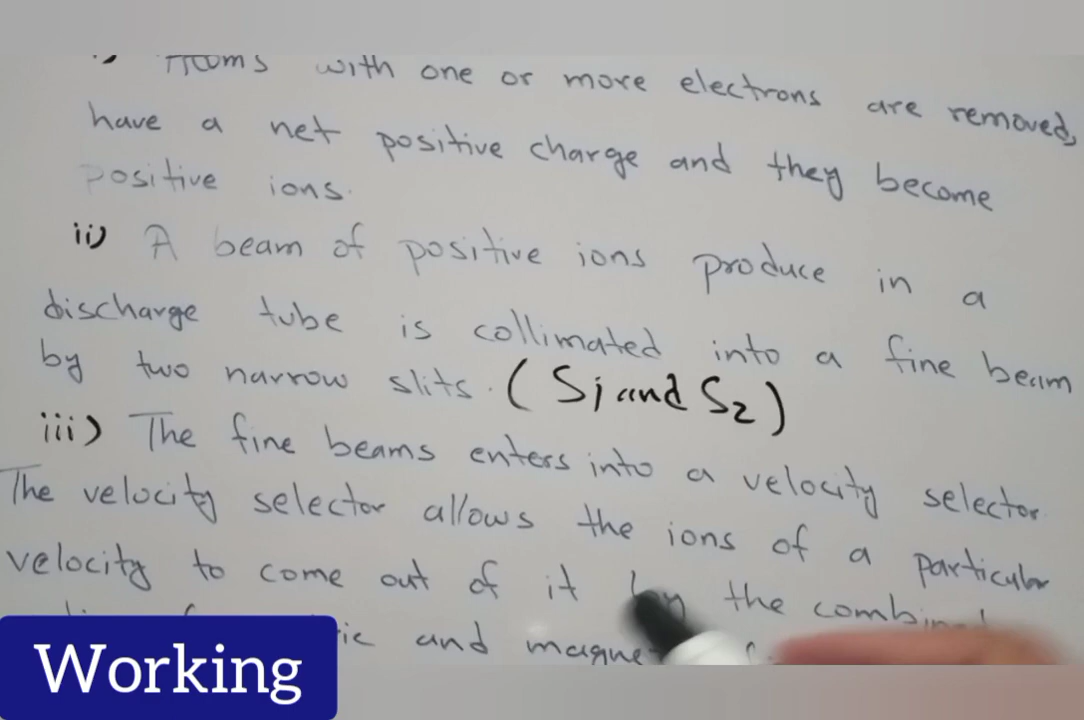 i) Atoms with one or more electrons are removed,
have a net positive charge and they become
positive ions.
ii) A beam of positive ions produce in a
discharge tube is collimated into a fine beam
by two narrow slits. (S1 and S2)
iii) The fine beams enters into a velocity selector
The velocity selector allows the ions of a particular
velocity to come out of it by the combined
and
Working